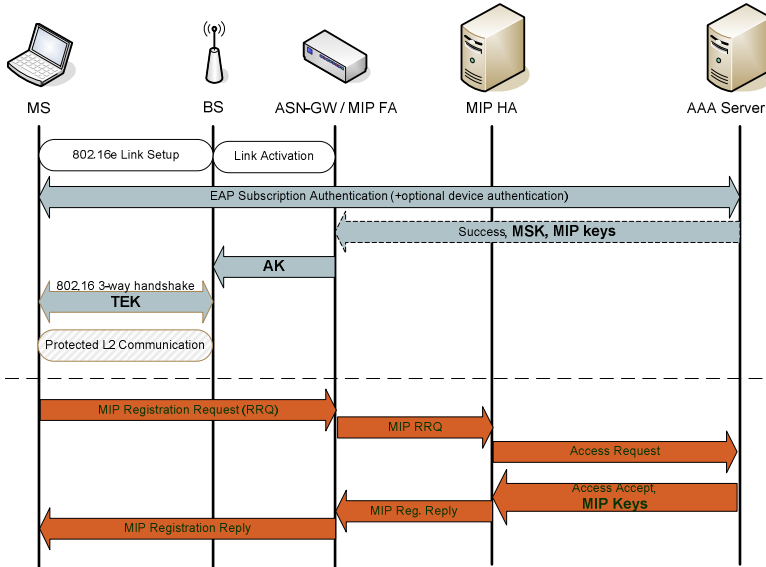 MS
BS
ASN-GW / MIP FA
MIP HA
AAA Server
802.16e Link Setup
Link Activation
EAP Subscription Authentication (+optional device authentication)
Success, MSK, MIP keys
AK
802.16 3-way handshake
TEK
Protected L2 Communication
MIP Registration Request (RRQ)
MIP RRQ
Access Request
Access Accept,
MIP Keys
MIP Reg. Reply
MIP Registration Reply